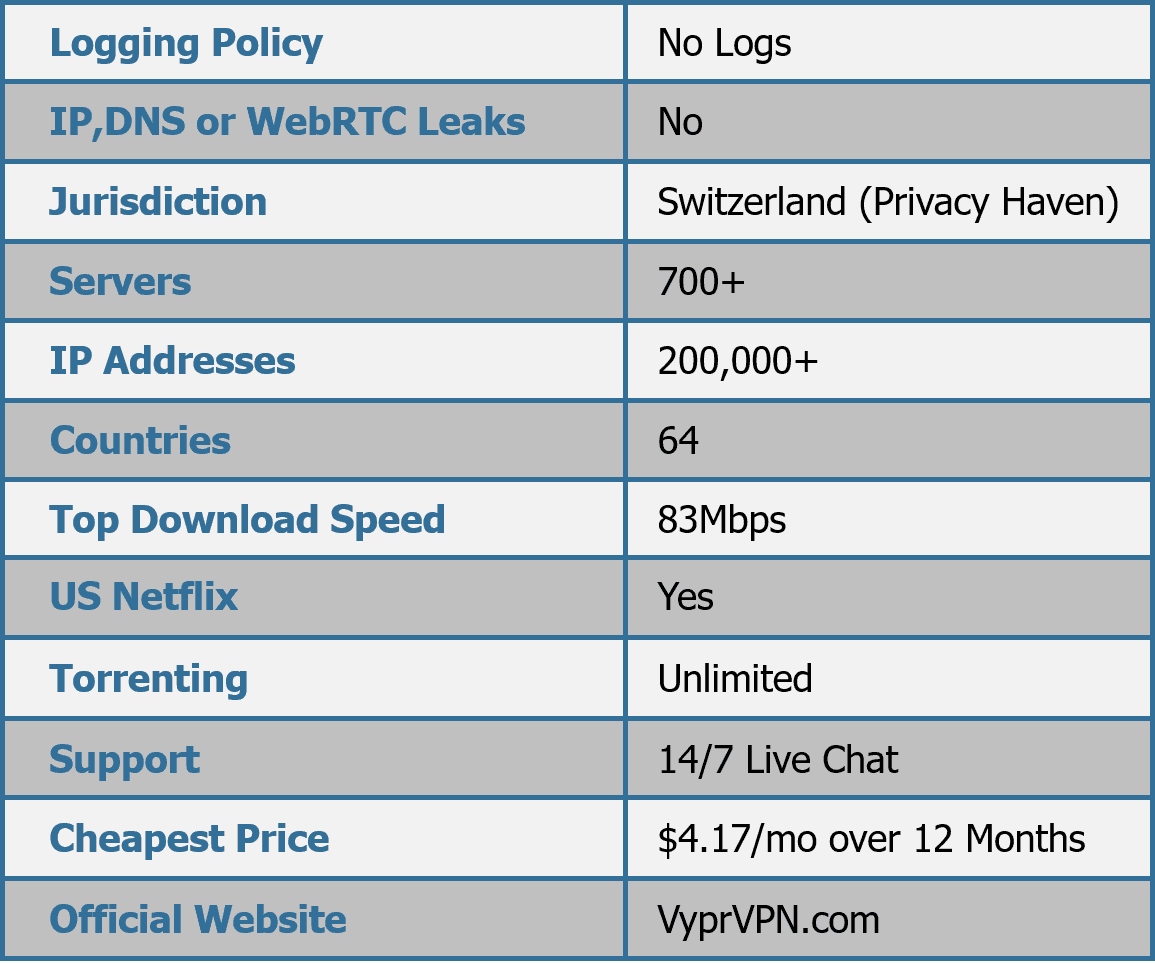 Logging Policy No Logs
IP,DNS or WebRTC Leaks No
Jurisdiction Switzerland (Privacy Haven)
Servers 700+
IP Addresses 200,000+
Countries 64
Top Download Speed 83Mbps
US Netflix Yes
Torrenting Unlimited
Support 14/7 Live Chat
Cheapest Price $4.17/mo over 12 Months
Official Website VyprVPN.com